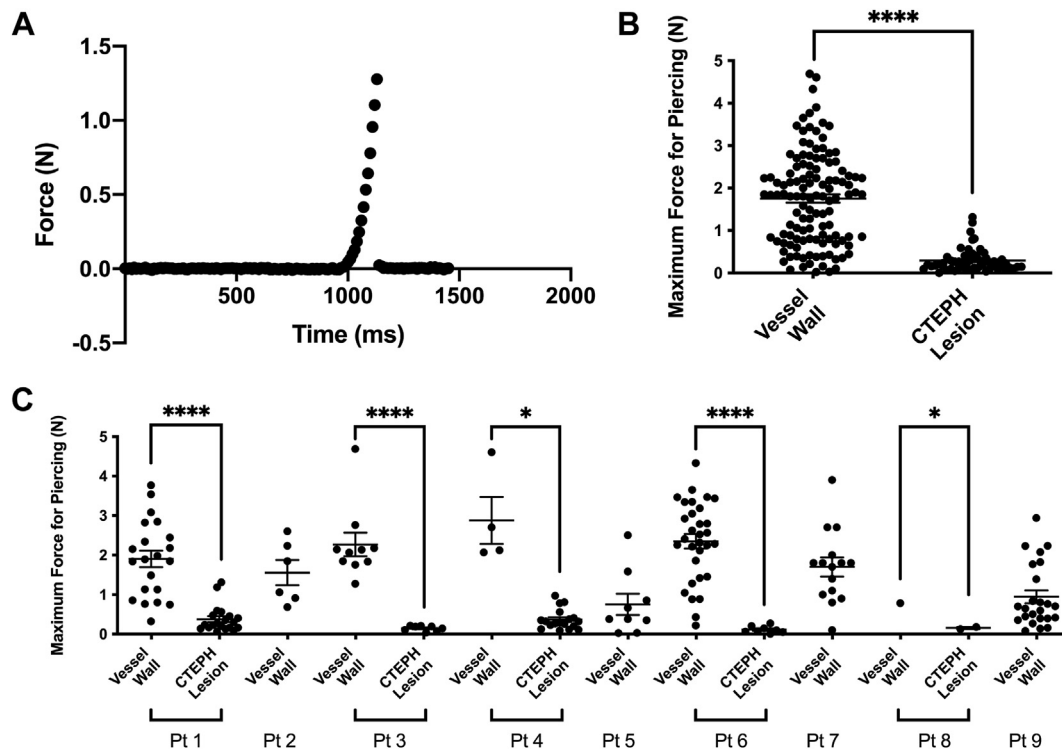 A
Force (N)
1.5
1.0
0.5
0.0
-0.5
500
1000
1500
2000
Time (ms)
B
****
Maximum Force for Piercing (N)
5
4
3
2
1
0
Vessel
Wall
CTEPH
Lesion
C
****
****
*
****
*
Maximum Force for Piercing (N)
5
4
3
2
1
0
Vessel
Wall
CTEPH
Lesion
Vessel
Wall
Vessel
Wall
CTEPH
Lesion
Vessel
Wall
CTEPH
Lesion
Vessel
Wall
Vessel
Wall
CTEPH
Lesion
Vessel
Wall
Vessel
Wall
CTEPH
Lesion
Vessel
Wall
Pt 1
Pt 2
Pt 3
Pt 4
Pt 5
Pt 6
Pt 7
Pt 8
Pt 9